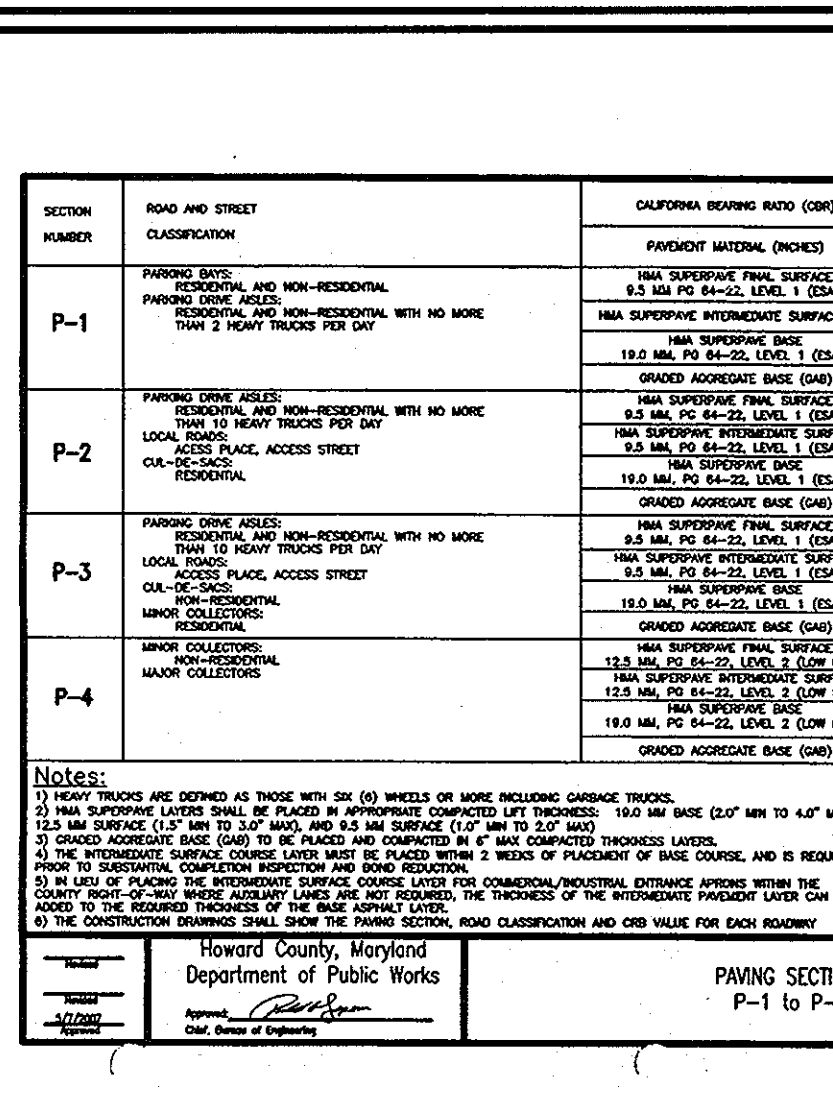 SECTION
NUMBER
ROAD AND STREET
CLASSIFICATION
CALIFORNIA BEARING RATIO (CBR)
PAVEMENT MATERIAL (INCHES)
P-1
PARKING BAYS:
RESIDENTIAL AND NON-RESIDENTIAL
PARKING DRIVE AISLES:
RESIDENTIAL AND NON-RESIDENTIAL WITH NO MORE
THAN 2 HEAVY TRUCKS PER DAY
HMA SUPERPAVE FINAL SURFACE
9.5 MM PG 64-22, LEVEL 1 (ESA
HMA SUPERPAVE INTERMEDIATE SURFAC
HMA SUPERPAVE BASE
19.0 MM, PG 64-22, LEVEL 1 (ES
GRADED AGGREGATE BASE (GAB)
P-2
PARKING DRIVE AISLES:
RESIDENTIAL AND NON-RESIDENTIAL WITH NO MORE
THAN 10 HEAVY TRUCKS PER DAY
LOCAL ROADS:
ACESS PLACE, ACCESS STREET
CUL-DE-SACS:
RESIDENTIAL
HMA SUPERPAVE FINAL SURFACE
9.5 MM, PG 64-22, LEVEL 1 (ESA
HMA SUPERPAVE INTERMEDIATE SURF
9.5 MM, PG 64-22, LEVEL 1 (ESA
HMA SUPERPAVE BASE
19.0 MM, PG 64-22, LEVEL 1 (ES
GRADED AGGREGATE BASE (GAB)
P-3
PARKING DRIVE AISLES:
RESIDENTIAL AND NON-RESIDENTIAL WITH NO MORE
THAN 10 HEAVY TRUCKS PER DAY
LOCAL ROADS:
ACCESS PLACE, ACCESS STREET
CUL-DE-SACS:
NON-RESIDENTIAL
MINOR COLLECTORS:
RESIDENTIAL
HMA SUPERPAVE FINAL SURFACE
9.5 MM, PG 64-22, LEVEL 1 (ESA
HMA SUPERPAVE INTERMEDIATE SURF
9.5 MM, PG 64-22, LEVEL 1 (ESA
HMA SUPERPAVE BASE
19.0 MM, PG 64-22, LEVEL 1 (ES
GRADED AGGREGATE BASE (GAB)
P-4
MINOR COLLECTORS:
NON-RESIDENTIAL
MAJOR COLLECTORS
HMA SUPERPAVE FINAL SURFACE
12.5 MM, PG 64-22, LEVEL 2 (LOW
HMA SUPERPAVE INTERMEDIATE SURF
12.5 MM, PG 64-22, LEVEL 2 (LOW
HMA SUPERPAVE BASE
19.0 MM, PG 64-22, LEVEL 2 (LOW
GRADED AGGREGATE BASE (GAB)
Notes:
1) HEAVY TRUCKS ARE DEFINED AS THOSE WITH SIX (6) WHEELS OR MORE INCLUDING GARBAGE TRUCKS.
2) HMA SUPERPAVE LAYERS SHALL BE PLACED IN APPROPRIATE COMPACTED LIFT THICKNESS: 19.0 MM BASE (2.0" MIN TO 4.0" M
12.5 MM SURFACE (1.5" MIN TO 3.0" MAX), AND 9.5 MM SURFACE (1.0" MIN TO 2.0" MAX)
3) GRADED AGGREGATE BASE (GAB) TO BE PLACED AND COMPACTED IN 6" MAX COMPACTED THICKNESS LAYERS.
4) THE INTERMEDIATE SURFACE COURSE LAYER MUST BE PLACED WITHIN 2 WEEKS OF PLACEMENT OF BASE COURSE, AND IS REQU
PRIOR TO SUBSTANTIAL COMPLETION INSPECTION AND BOND REDUCTION.
5) IN LIEU OF PLACING THE INTERMEDIATE SURFACE COURSE LAYER FOR COMMERCIAL/INDUSTRIAL ENTRANCE APRONS WITHIN THE
COUNTY RIGHT-OF-WAY WHERE AUXILIARY LANES ARE NOT REQUIRED, THE THICKNESS OF THE INTERMEDIATE PAVEMENT LAYER CAN
ADDED TO THE REQUIRED THICKNESS OF THE BASE ASPHALT LAYER.
6) THE CONSTRUCTION DRAWINGS SHALL SHOW THE PAVING SECTION, ROAD CLASSIFICATION AND CRB VALUE FOR EACH ROADWAY
Revised
Revised
5/7/2007
Approved
Howard County, Maryland
Department of Public Works
Approved:
Chief, Bureau of Engineering
PAVING SECTI
P-1 to P-